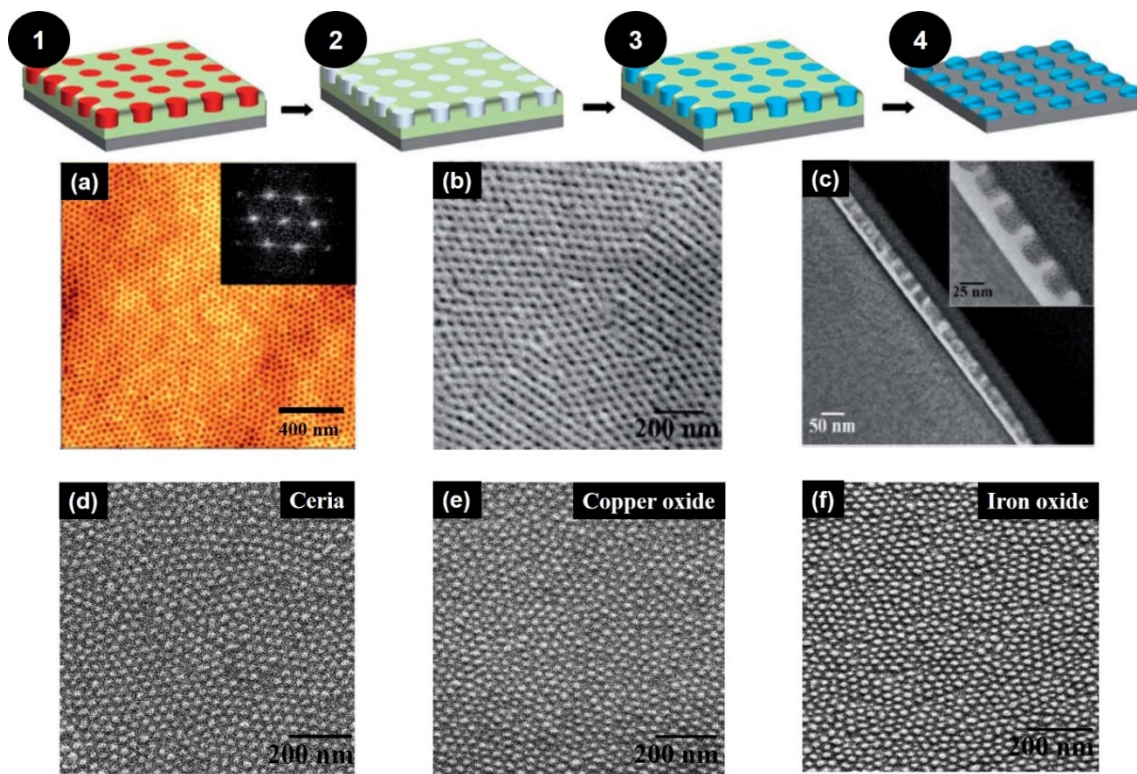 1 2 3 4
(a) (b) (c)
25 nm
400 nm 200 nm 50 nm
(d) Ceria (e) Copper oxide (f) Iron oxide
200 nm 200 nm 200 nm